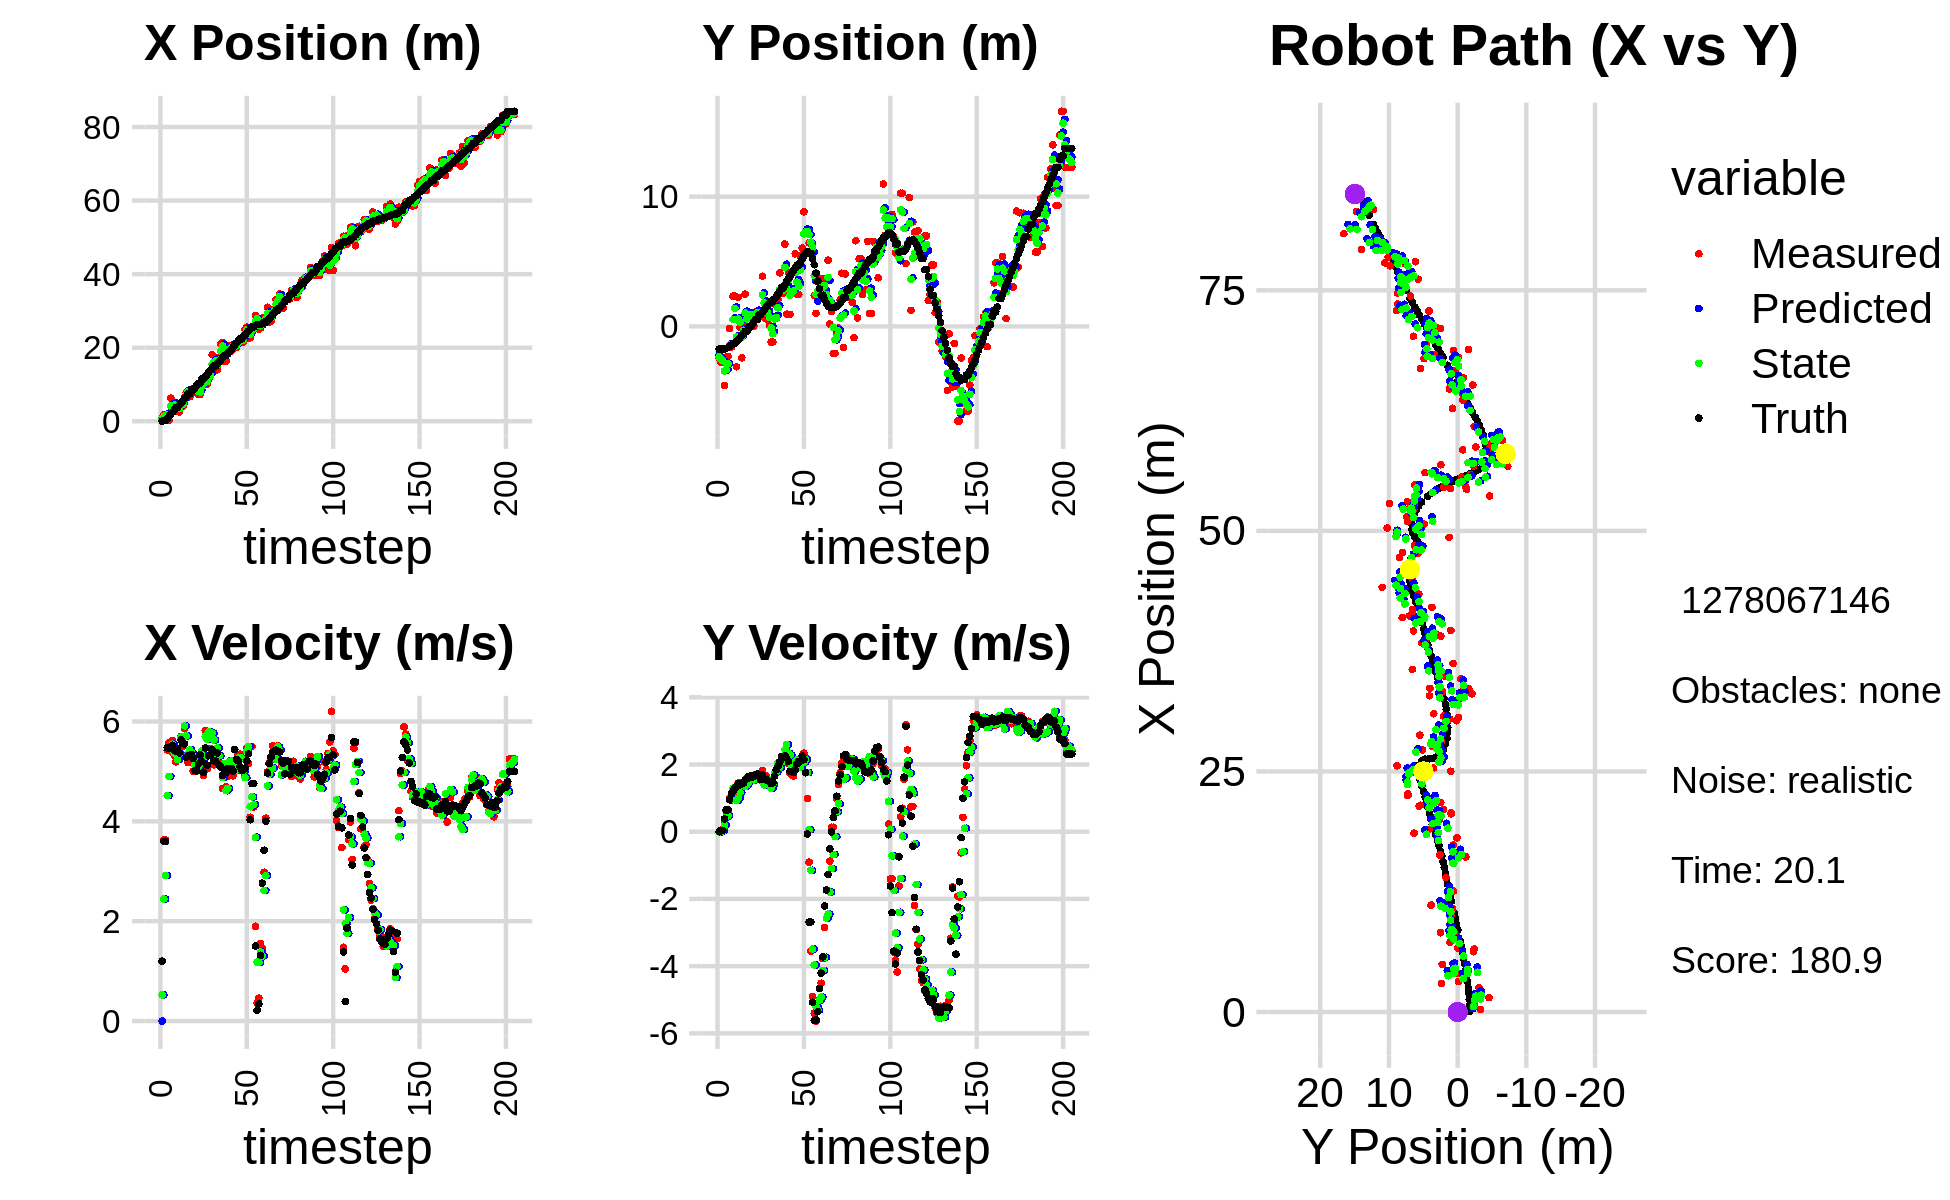 X Position (m)
80
60
40
20
0
0 50 100 150 200
timestep
Y Position (m)
10
0
0 50 100 150 200
timestep
X Velocity (m/s)
6
4
2
0
0 50 100 150 200
timestep
Y Velocity (m/s)
4
2
0
-2
-4
-6
0 50 100 150 200
timestep
Robot Path (X vs Y)
X Position (m)
75
50
25
0
20 10 0 -10 -20
Y Position (m)
variable
Measured
Predicted
State
Truth
1278067146
Obstacles: none
Noise: realistic
Time: 20.1
Score: 180.9